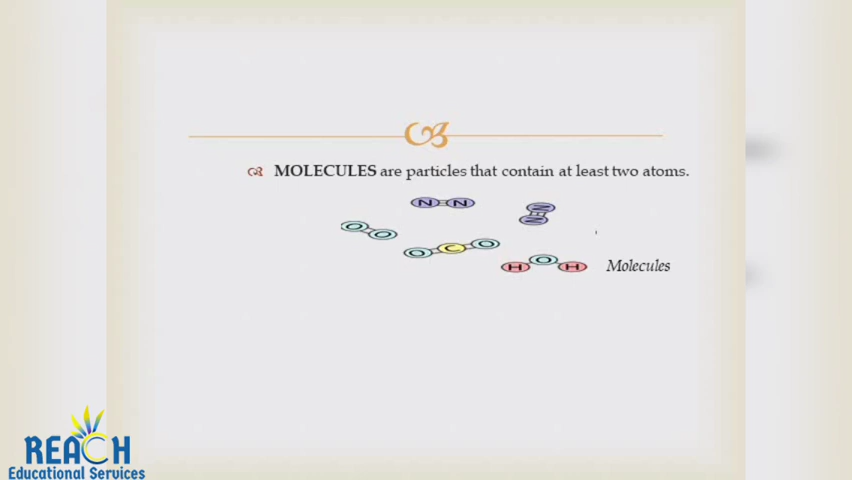 MOLECULES are particles that contain at least two atoms.
N N
N N
O O
O C O
H O H
Molecules
REACH
Educational Services